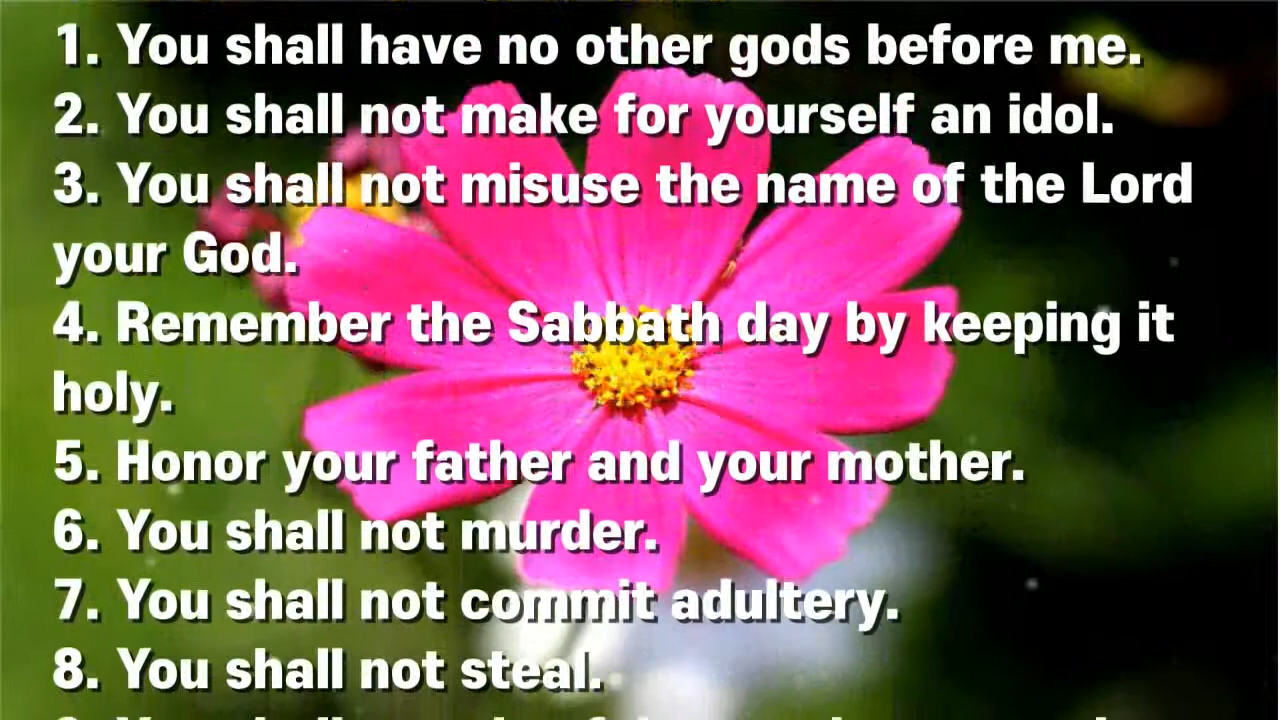 1. You shall have no other gods before me.
2. You shall not make for yourself an idol.
3. You shall not misuse the name of the Lord
your God.
4. Remember the Sabbath day by keeping it
holy.
5. Honor your father and your mother.
6. You shall not murder.
7. You shall not commit adultery.
8. You shall not steal.